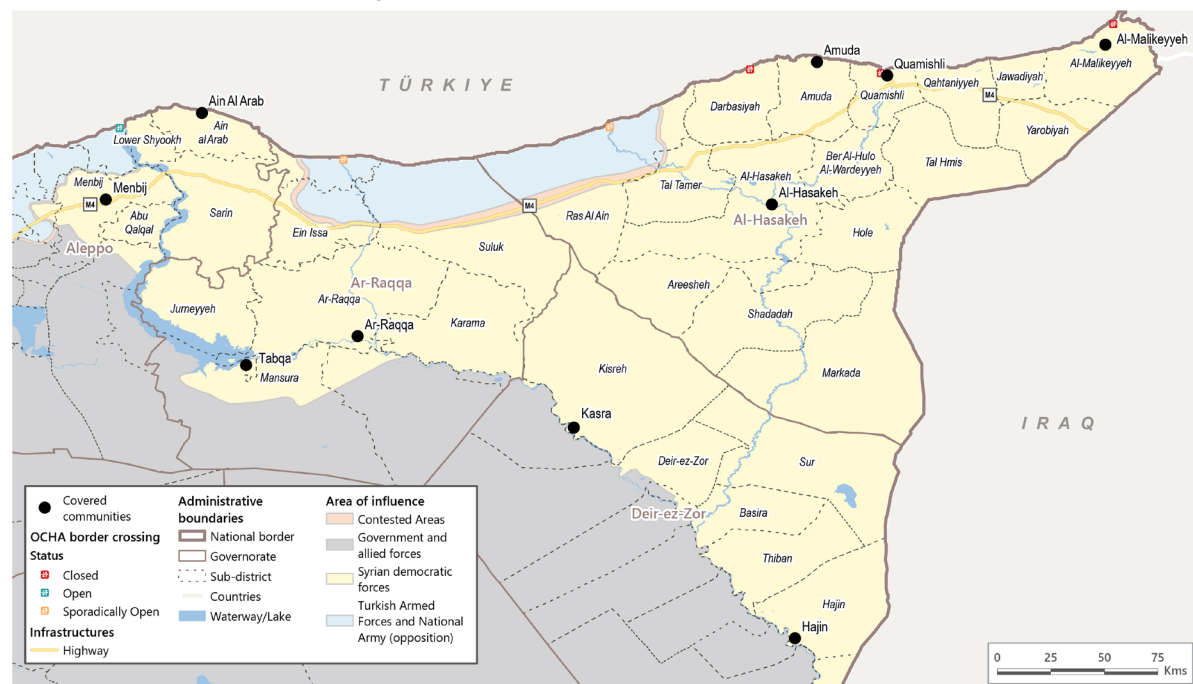 TÜRKİYE
Ain Al Arab
Lower Shyookh
Ain
al Arab
Menbij
Menbij
M4
Abu
Qalqal
Sarin
Aleppo
Ein Issa
Jurneyyeh
Ar-Raqqa
Ar-Raqqa
Ar-Raqqa
Tabqa
Mansura
Karama
Suluk
M4
Ras Al Ain
Tal Tamer
Darbasiyah
Amuda
Amuda
Quamishli
Quamishli
Qahtaniyyeh
Jawadiyah
M4
Al-Malikeyyeh
Al-Malikeyyeh
Yarobiyah
Tal Hmis
Ber Al-Hulo
Al-Wardeyyeh
Al-Hasakeh
Al-Hasakeh
Al-Hasakeh
Hole
Areesheh
Shadadah
Markada
Kisreh
Kasra
Deir-ez-Zor
Sur
Deir-ez-Zor
Basira
Thiban
Hajin
Hajin
IRAQ
Covered
communities
OCHA border crossing
Status
Closed
Open
Sporadically Open
Infrastructures
Highway
Administrative
boundaries
National border
Governorate
Sub-district
Countries
Waterway/Lake
Area of influence
Contested Areas
Government and
allied forces
Syrian democratic
forces
Turkish Armed
Forces and National
Army (opposition)
0 25 50 75
Kms